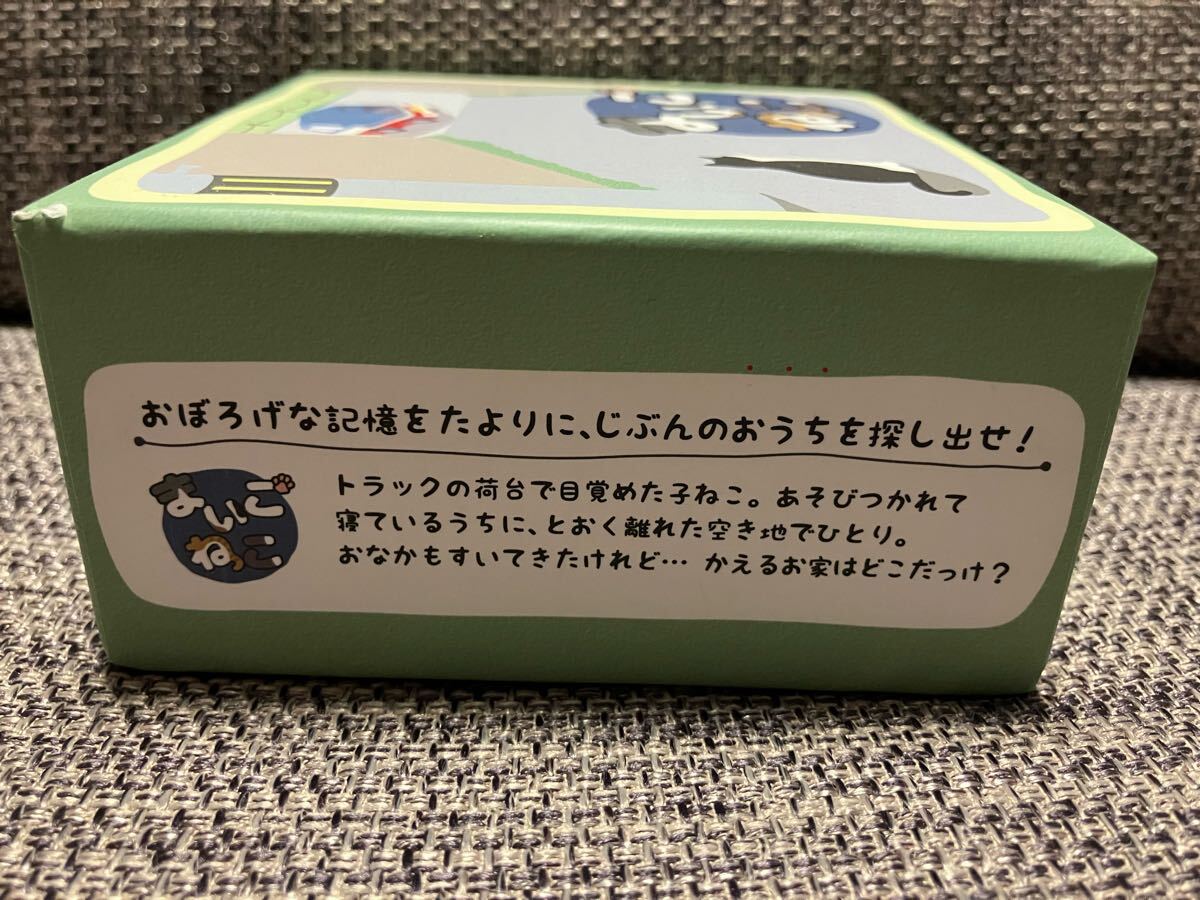 おぼろげな記憶をたよりに、じぶんのおうちを探し出せ!
まいこ
ねっこ
トラックの荷台で目覚めた子ねこ。あそびつかれて
寝ているうちに、とおく離れた空き地でひとり。
おなかもすいてきたけれど… かえるお家はどこだっけ?